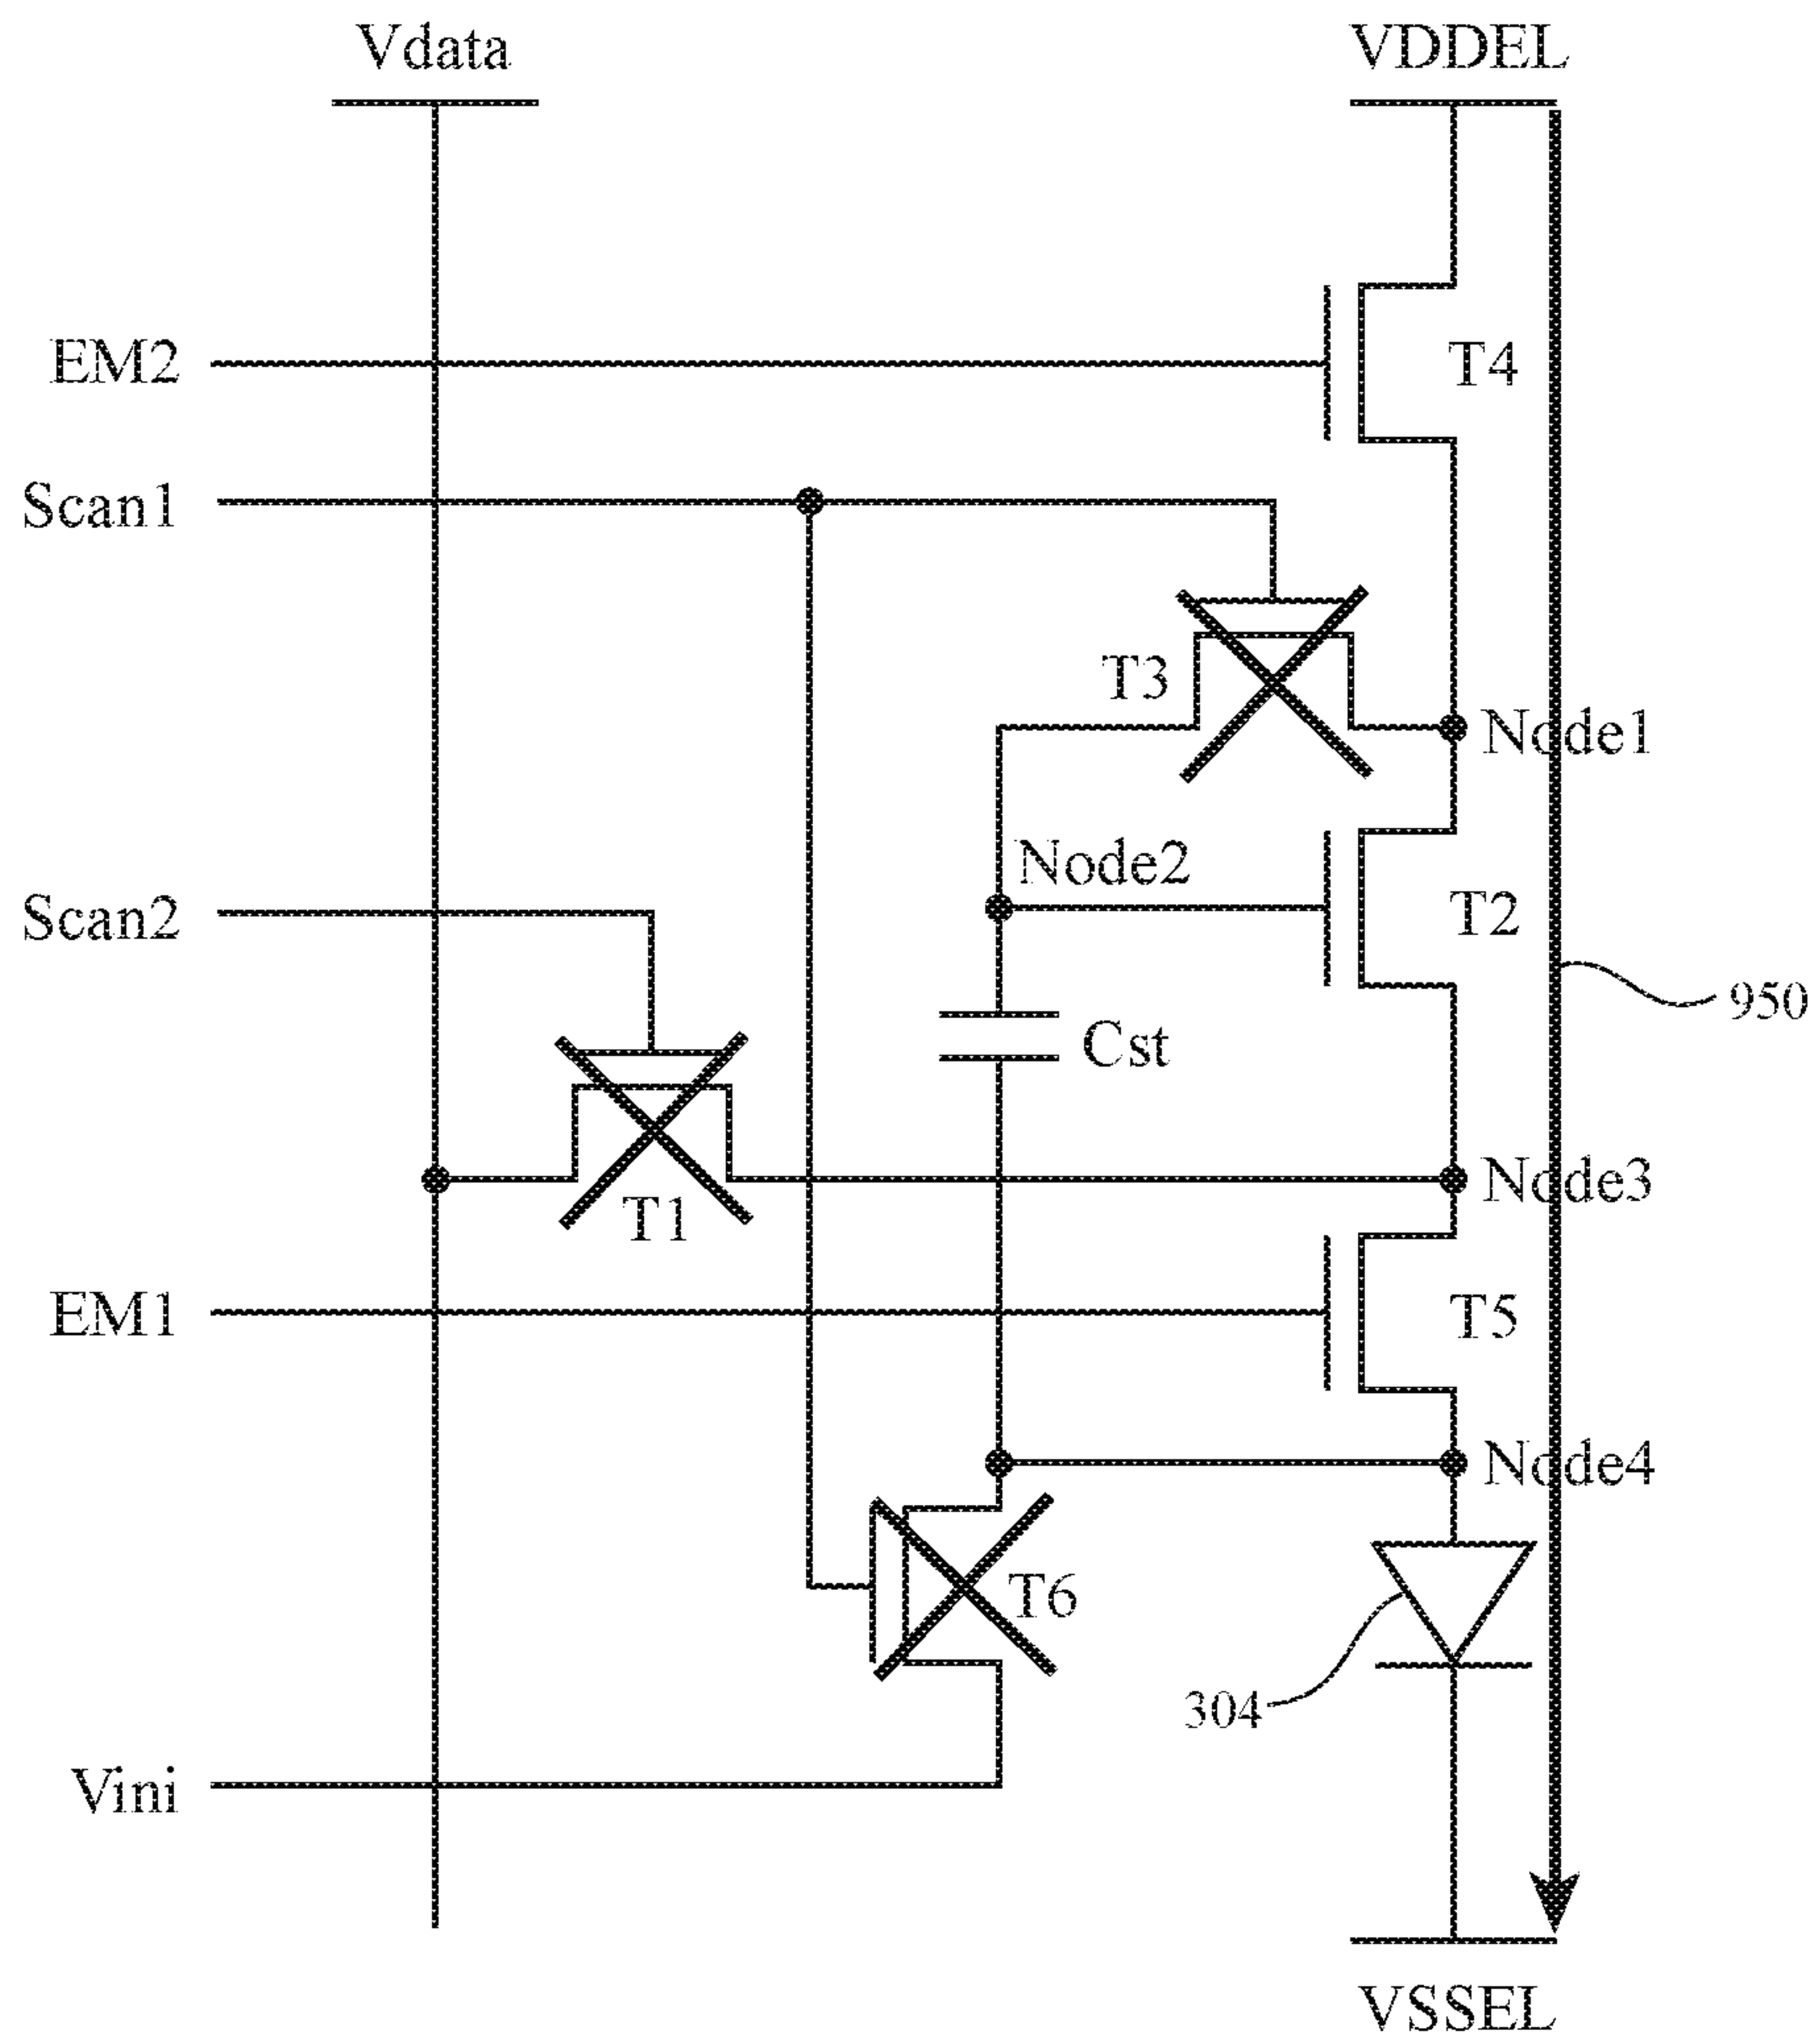 Vdata
VDDEL
EM2
T4
Scan1
T3
Node1
Node2
Scan2
T2
950
Cst
Node3
T1
EM1
T5
Node4
T6
304
Vini
VSSEL